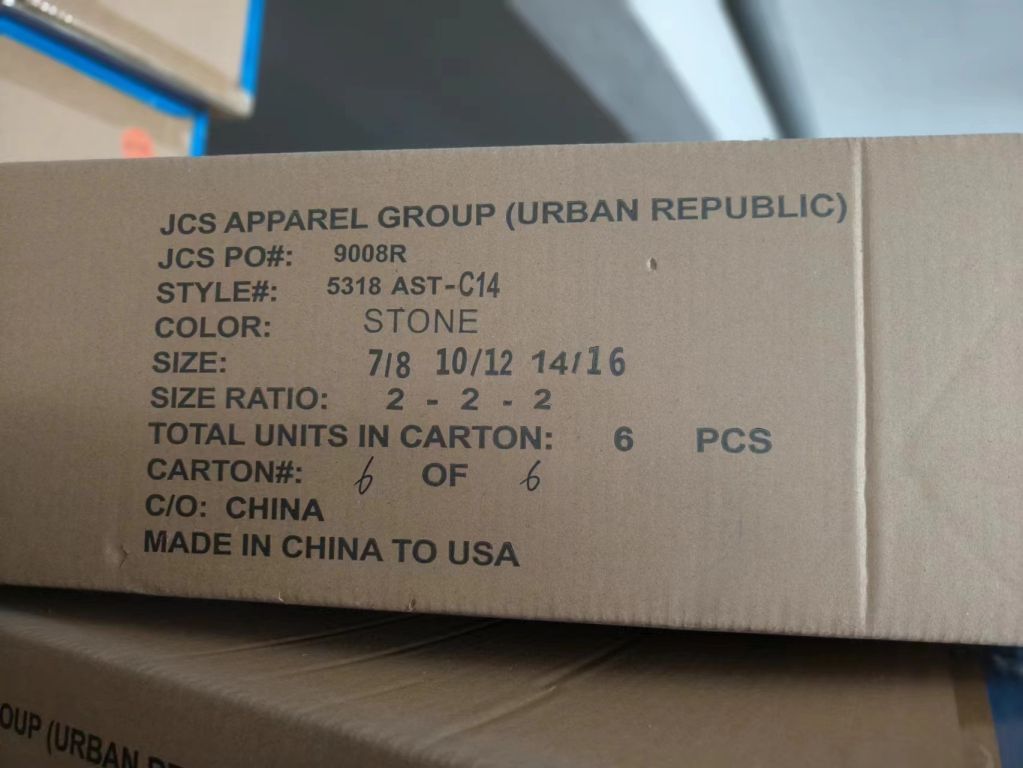 JCS APPAREL GROUP (URBAN REPUBLIC)
JCS PO#: 9008R
STYLE#: 5318 AST-C14
COLOR: STONE
SIZE: 7/8 10/12 14/16
SIZE RATIO: 2 - 2 - 2
TOTAL UNITS IN CARTON: 6 PCS
CARTON#: 6 OF 6
C/O: CHINA
MADE IN CHINA TO USA
OUP (URBAN RE